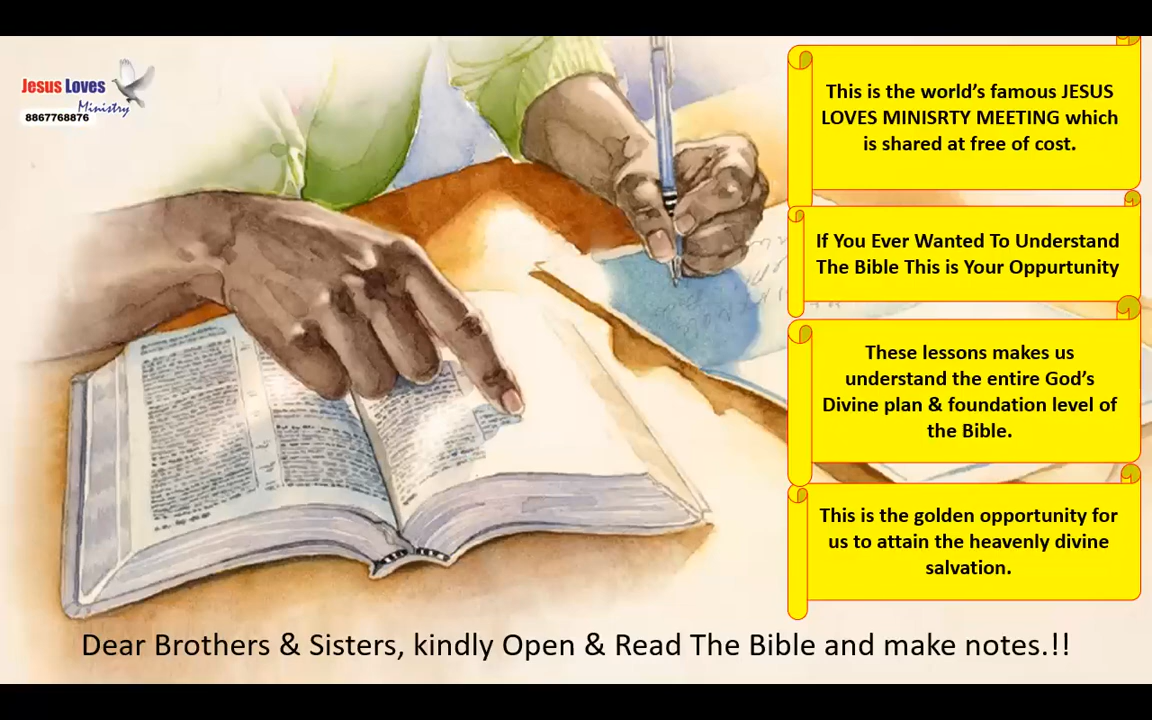 Jesus Loves
Ministry
8867768876
This is the world’s famous JESUS
LOVES MINISRTY MEETING which
is shared at free of cost.
If You Ever Wanted To Understand
The Bible This is Your Oppurtunity
These lessons makes us
understand the entire God’s
Divine plan & foundation level of
the Bible.
This is the golden opportunity for
us to attain the heavenly divine
salvation.
Dear Brothers & Sisters, kindly Open & Read The Bible and make notes.!!